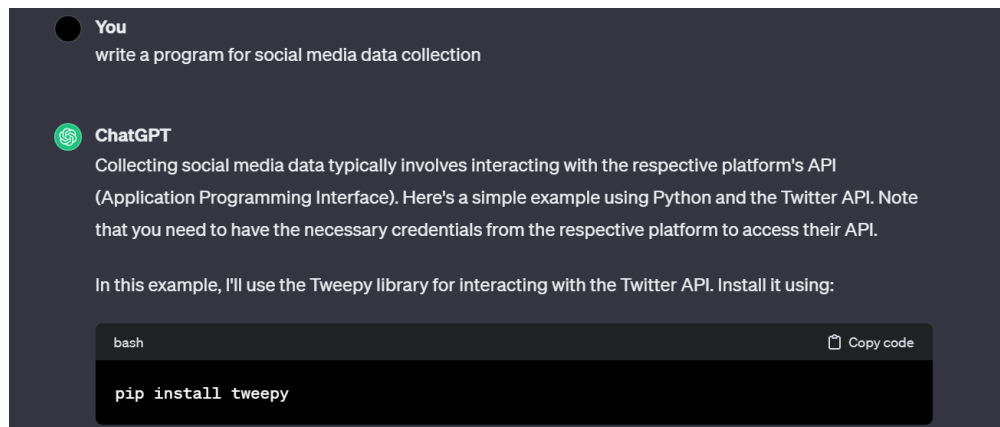 You
write a program for social media data collection
ChatGPT
Collecting social media data typically involves interacting with the respective platform's API
(Application Programming Interface). Here's a simple example using Python and the Twitter API. Note
that you need to have the necessary credentials from the respective platform to access their API.
In this example, I'll use the Tweepy library for interacting with the Twitter API. Install it using:
bash
Copy code
pip install tweepy